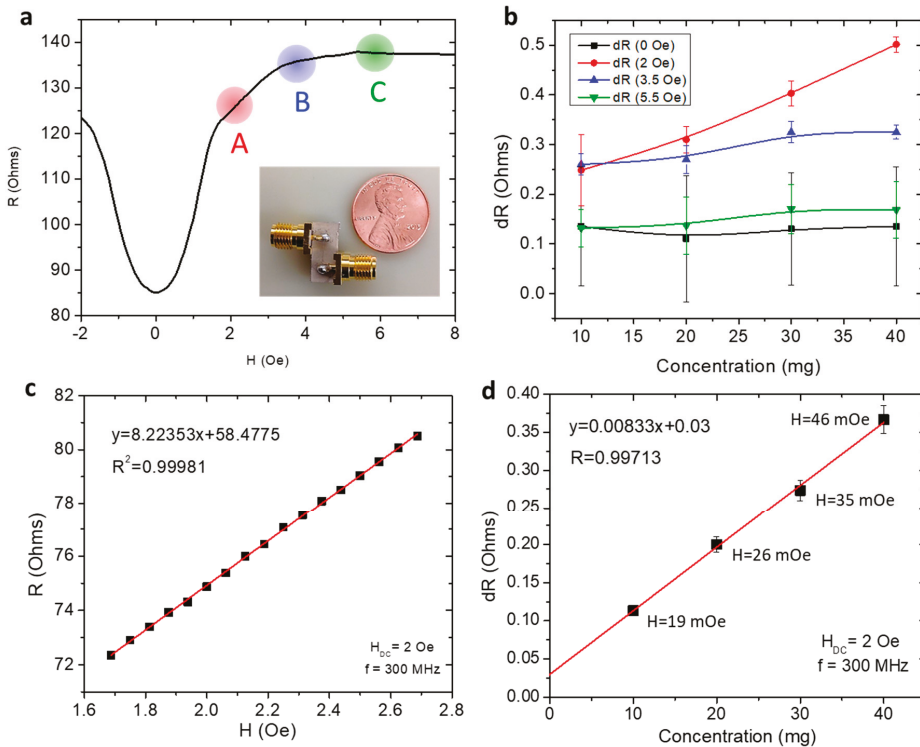 a
R (Ohms)
140
130
120
110
100
90
80
-2
0
2
4
6
8
H (Oe)
A
B
C
b
dR (0 Oe)
dR (2 Oe)
dR (3.5 Oe)
dR (5.5 Oe)
dR (Ohms)
0.5
0.4
0.3
0.2
0.1
0.0
10
15
20
25
30
35
40
Concentration (mg)
c
y=8.22353x+58.4775
R²=0.99981
R (Ohms)
82
80
78
76
74
72
1.6
1.8
2.0
2.2
2.4
2.6
2.8
H (Oe)
H_DC= 2 Oe
f = 300 MHz
d
y=0.00833x+0.03
R=0.99713
dR (Ohms)
0.40
0.35
0.30
0.25
0.20
0.15
0.10
0.05
0.00
0
10
20
30
40
Concentration (mg)
H=46 mOe
H=35 mOe
H=26 mOe
H=19 mOe
H_DC= 2 Oe
f = 300 MHz